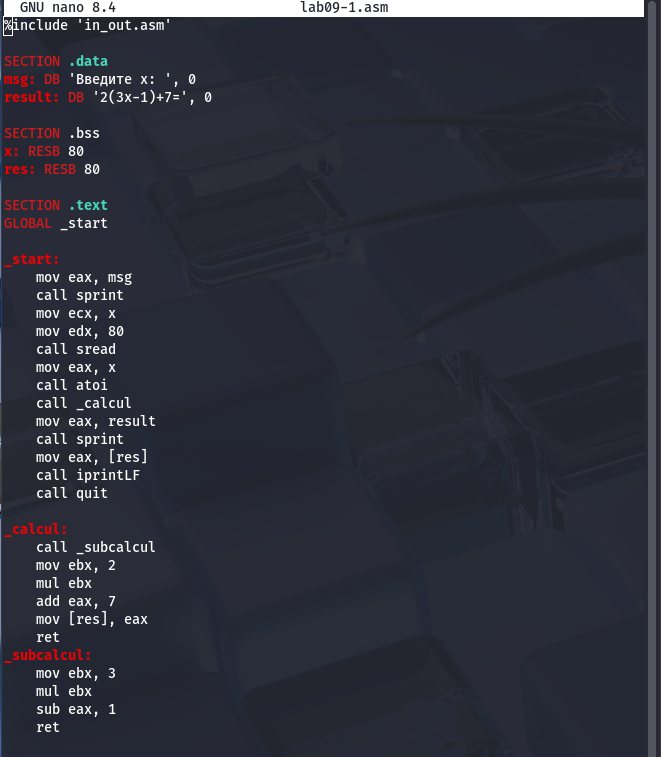 GNU nano 8.4 lab09-1.asm
%include 'in_out.asm'
SECTION .data
msg: DB 'Введите x: ', 0
result: DB '2(3x-1)+7=', 0
SECTION .bss
x: RESB 80
res: RESB 80
SECTION .text
GLOBAL _start
_start:
mov eax, msg
call sprint
mov ecx, x
mov edx, 80
call sread
mov eax, x
call atoi
call _calcul
mov eax, result
call sprint
mov eax, [res]
call iprintLF
call quit
_calcul:
call _subcalcul
mov ebx, 2
mul ebx
add eax, 7
mov [res], eax
ret
_subcalcul:
mov ebx, 3
mul ebx
sub eax, 1
ret